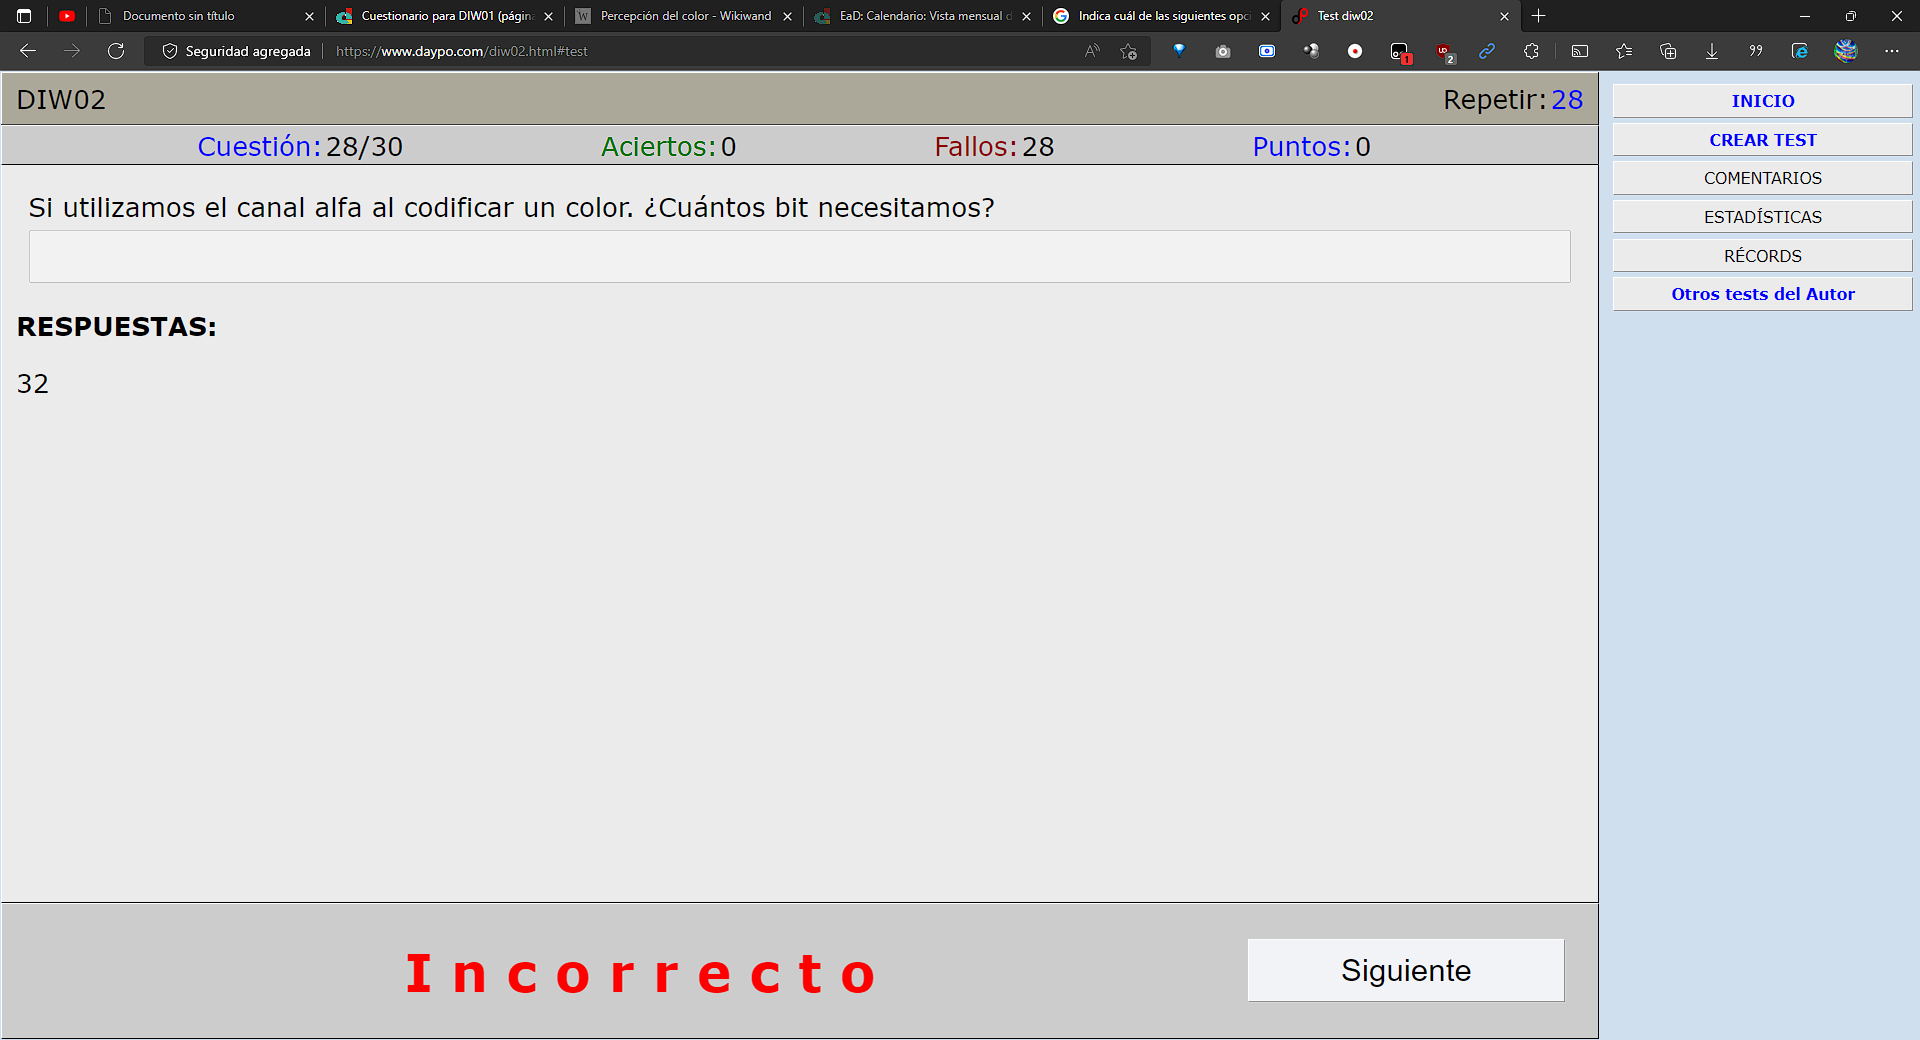 Documento sin título
Cuestionario para DIW01 (págin
Percepción del color - Wikiwand
EaD: Calendario: Vista mensual d
Indica cuál de las siguientes opc
Test diw02
Seguridad agregada
https://www.daypo.com/diw02.html#test
1
2
DIW02
Repetir: 28
Cuestión: 28/30
Aciertos: 0
Fallos: 28
Puntos: 0
Si utilizamos el canal alfa al codificar un color. ¿Cuántos bit necesitamos?
RESPUESTAS:
32
Incorrecto
Siguiente
INICIO
CREAR TEST
COMENTARIOS
ESTADÍSTICAS
RÉCORDS
Otros tests del Autor